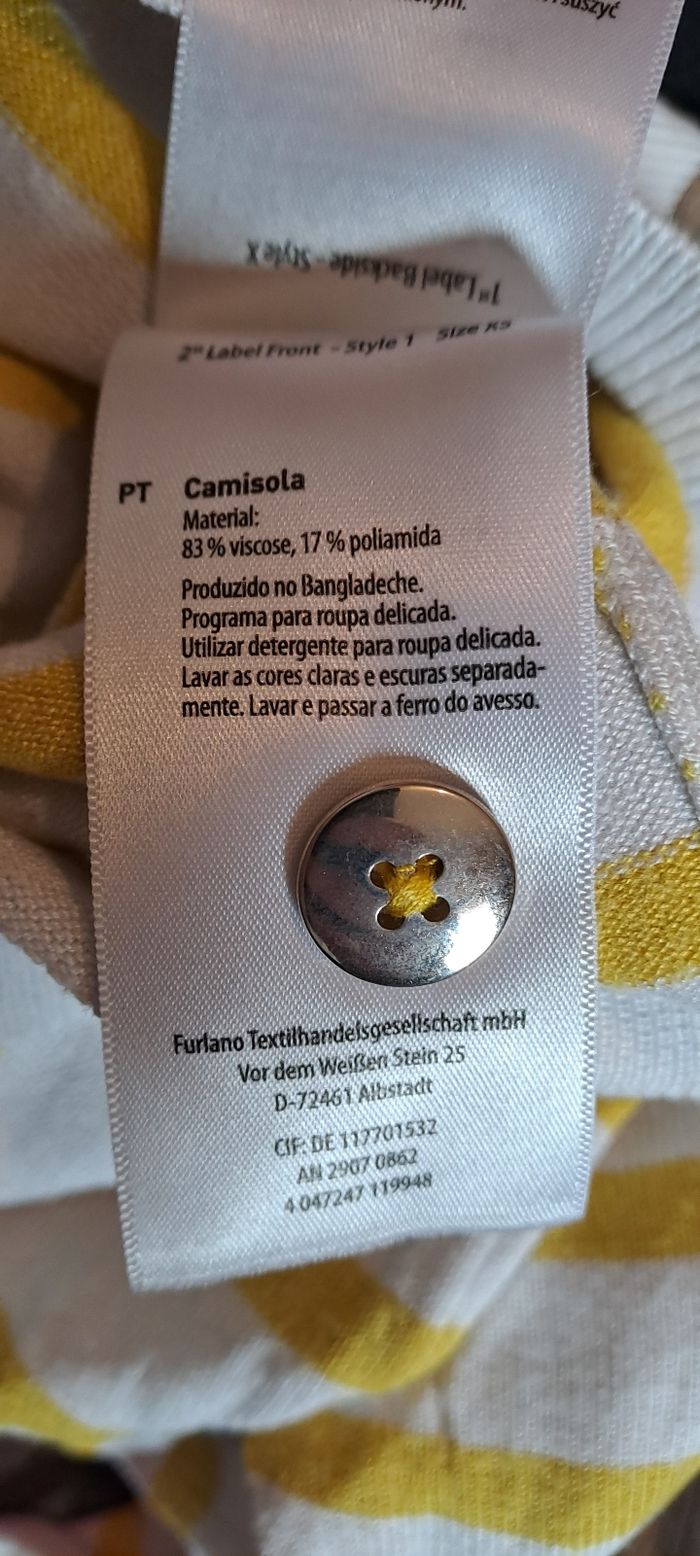 suszyć
1st Label Backside - Style X
2nd Label Front - Style 1 Size XS
PT Camisola
Material:
83 % viscose, 17 % poliamida
Produzido no Bangladeche.
Programa para roupa delicada.
Utilizar detergente para roupa delicada.
Lavar as cores claras e escuras separada-
mente. Lavar e passar a ferro do avesso.
Furlano Textilhandelsgesellschaft mbH
Vor dem Weißen Stein 25
D-72461 Albstadt
CIF: DE 117701532
AN 2907 0862
4 047247 119948